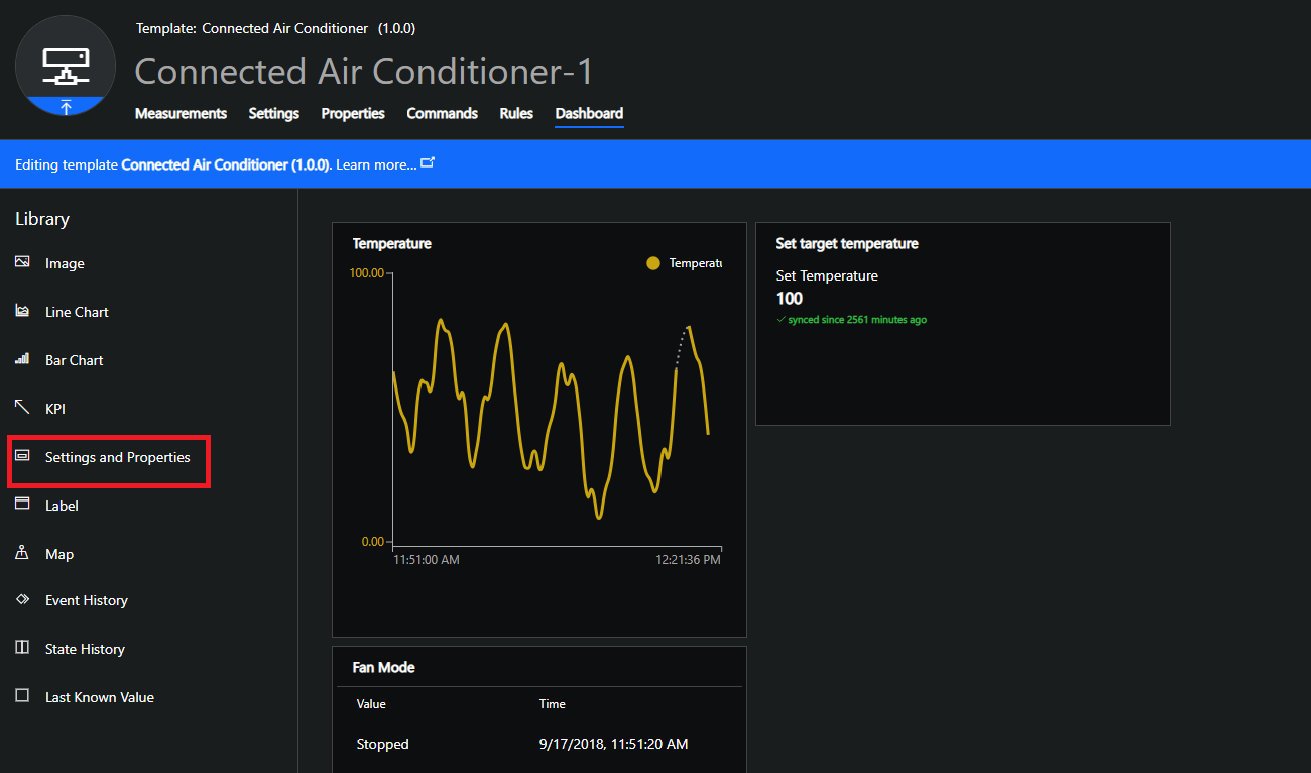 Template: Connected Air Conditioner (1.0.0)
Connected Air Conditioner-1
Measurements Settings Properties Commands Rules Dashboard
Editing template Connected Air Conditioner (1.0.0). Learn more...
Library
Image
Line Chart
Bar Chart
KPI
Settings and Properties
Label
Map
Event History
State History
Last Known Value
Temperature
Temperatu
100.00
0.00
11:51:00 AM 12:21:36 PM
Set target temperature
Set Temperature
100
synced since 2561 minutes ago
Fan Mode
Value Time
Stopped 9/17/2018, 11:51:20 AM